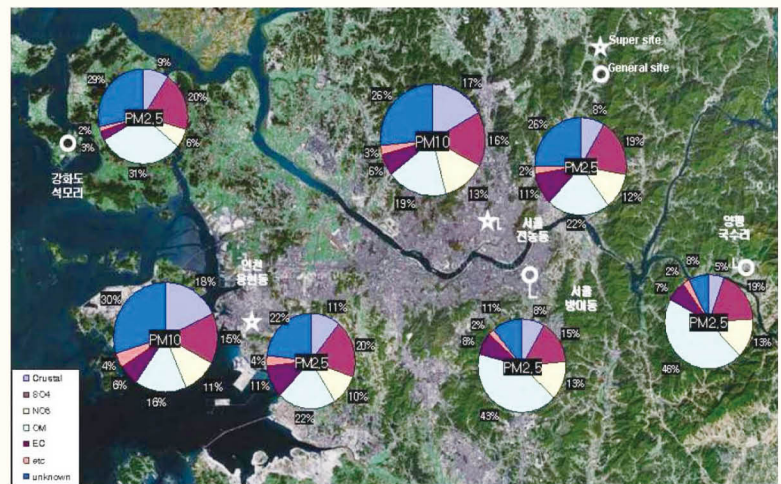 Super site
General site
29%
9%
20%
6%
31%
3%
2%
PM2,5
강화도
석모리
26%
17%
16%
13%
19%
6%
3%
PM10
26%
8%
19%
12%
22%
11%
2%
PM2,5
서울
전농동
양평
국수리
인천
용현동
서울
방이동
30%
18%
15%
11%
16%
6%
4%
PM10
22%
11%
20%
10%
22%
11%
4%
PM2,5
11%
8%
15%
13%
43%
8%
2%
PM2,5
8%
5%
19%
13%
46%
7%
2%
PM2,5
Crustal
SO4
NO3
OM
EC
etc
unknown